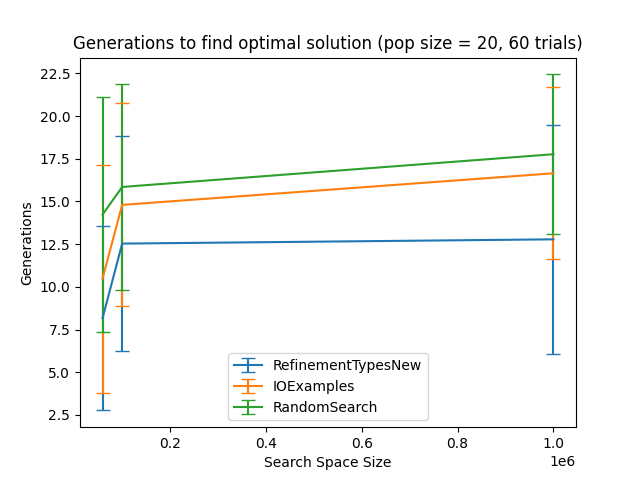 Generations to find optimal solution (pop size = 20, 60 trials)
22.5
20.0
17.5
15.0
12.5
10.0
7.5
5.0
2.5
Generations
RefinementTypesNew
IOExamples
RandomSearch
0.2
0.4
0.6
0.8
1.0
1e6
Search Space Size